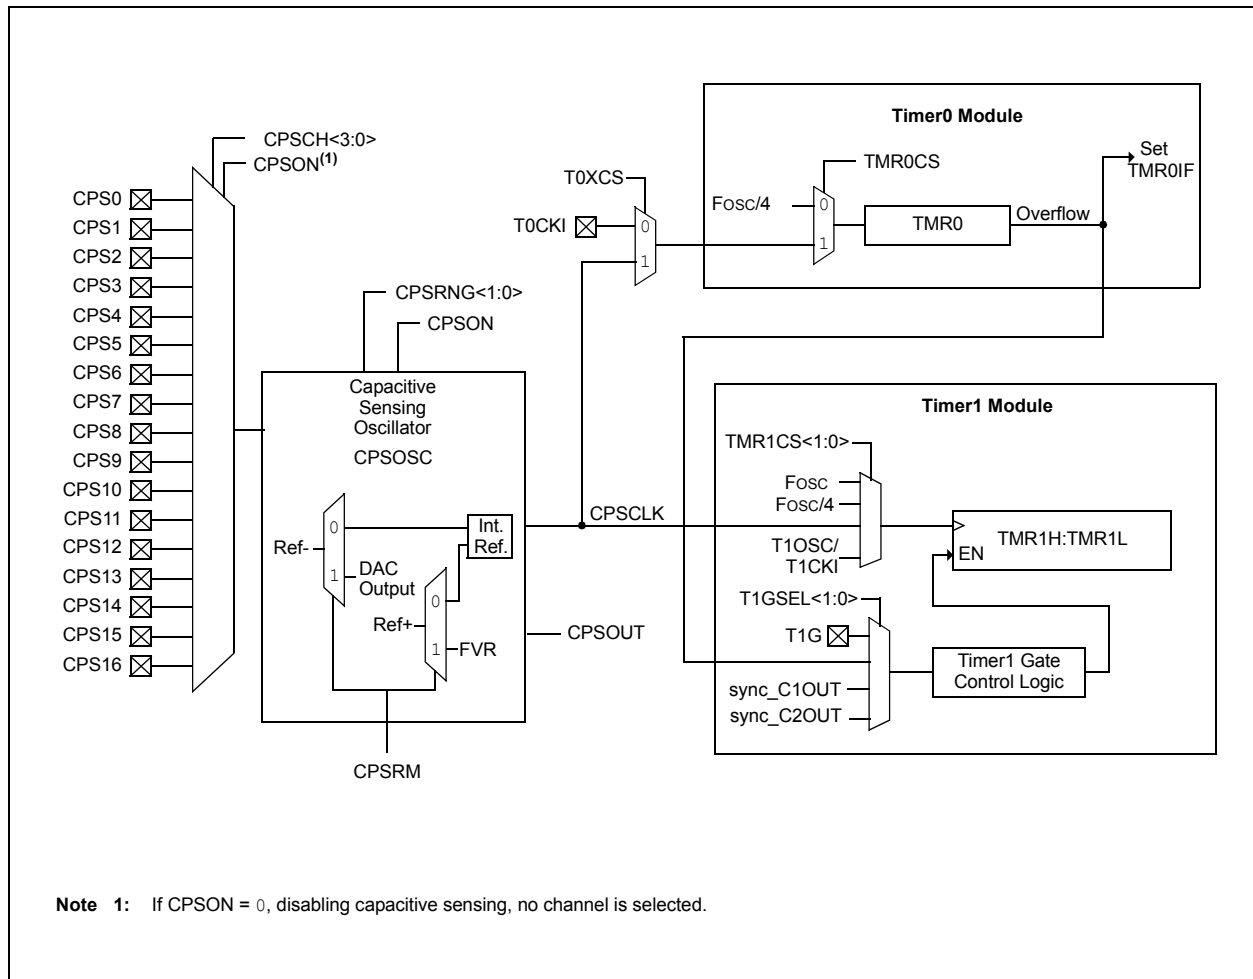 Timer0 Module
CPSCH<3:0>
CPSON(1)
TMR0CS
Set
TMR0IF
T0XCS
CPS0
CPS1
CPS2
CPS3
CPS4
CPS5
CPS6
CPS7
CPS8
CPS9
CPS10
CPS11
CPS12
CPS13
CPS14
CPS15
CPS16
FOSC/4
T0CKI
0
1
0
1
TMR0
Overflow
CPSRNG<1:0>
CPSON
Capacitive
Sensing
Oscillator
CPSOSC
Timer1 Module
TMR1CS<1:0>
FOSC
FOSC/4
CPSCLK
T1OSC/
T1CKI
TMR1H:TMR1L
EN
0
1
Ref-
Int.
Ref.
DAC
Output
0
1
Ref+
FVR
CPSOUT
CPSRM
T1GSEL<1:0>
T1G
sync_C1OUT
sync_C2OUT
Timer1 Gate
Control Logic
Note 1: If CPSON = 0, disabling capacitive sensing, no channel is selected.